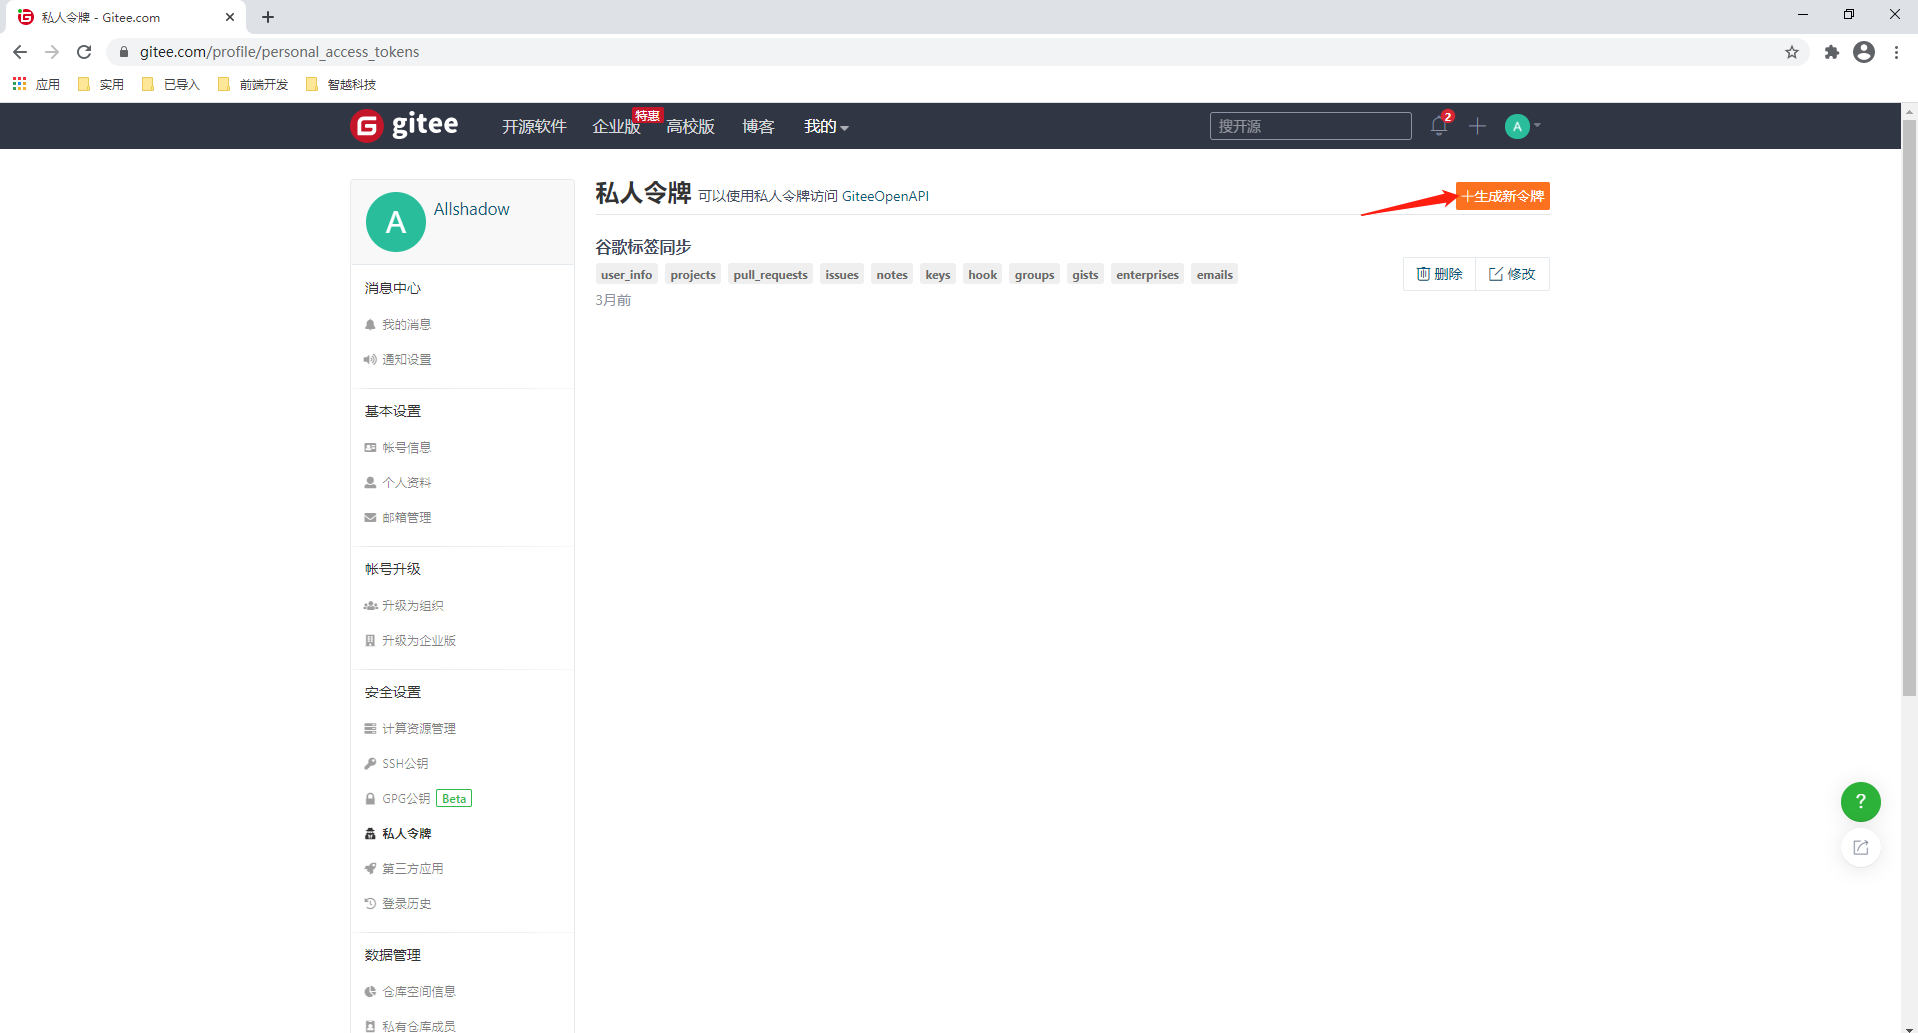 私人令牌 - Gitee.com
gitee.com/profile/personal_access_tokens
应用 实用 已导入 前端开发 智越科技
gitee 开源软件 企业版 特惠 高校版 博客 我的 搜开源 2 A
A Allshadow
消息中心
我的消息
通知设置
基本设置
帐号信息
个人资料
邮箱管理
帐号升级
升级为组织
升级为企业版
安全设置
计算资源管理
SSH公钥
GPG公钥 Beta
私人令牌
第三方应用
登录历史
数据管理
仓库空间信息
私有仓库成员
私人令牌 可以使用私人令牌访问 GiteeOpenAPI
+生成新令牌
谷歌标签同步
user_info projects pull_requests issues notes keys hook groups gists enterprises emails
删除 修改
3月前
?